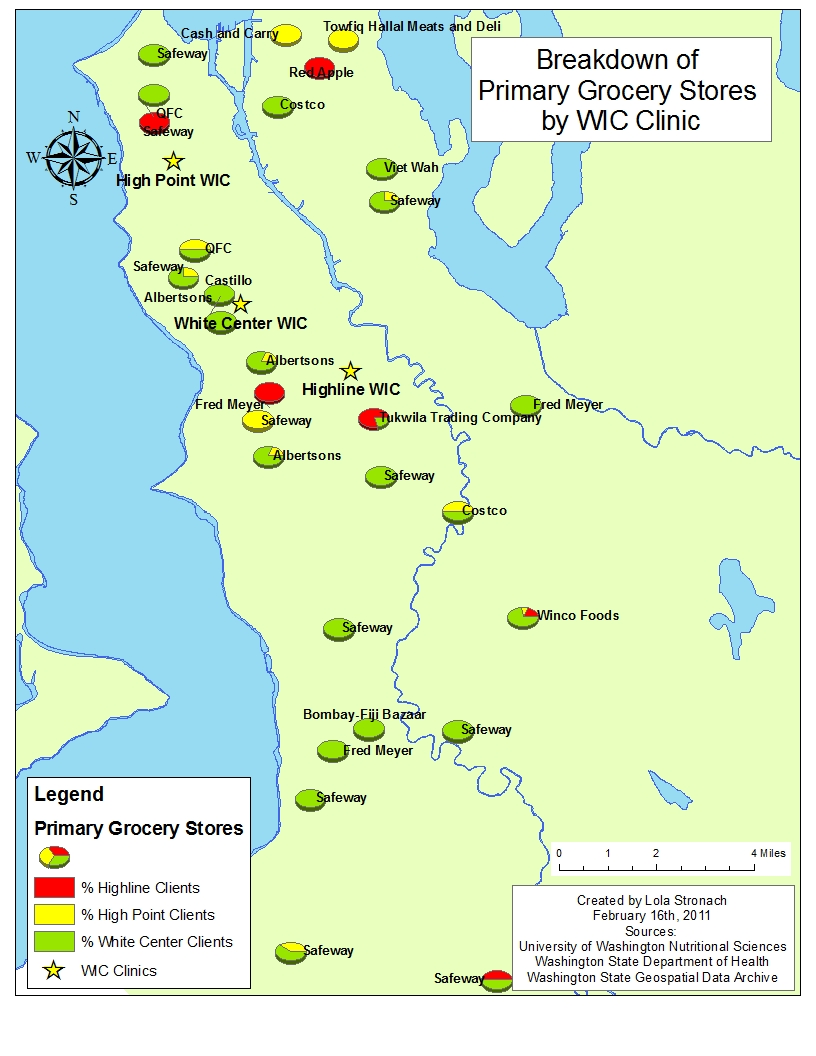 Cash and Carry
Towfiq Hallal Meats and Deli
Safeway
Red Apple
Breakdown of
Primary Grocery Stores
by WIC Clinic
Costco
QFC
Safeway
N
W
E
S
High Point WIC
Viet Wah
Safeway
QFC
Safeway
Castillo
Albertsons
White Center WIC
Albertsons
Highline WIC
Fred Meyer
Fred Meyer
Safeway
Tukwila Trading Company
Albertsons
Safeway
Costco
Winco Foods
Safeway
Bombay-Fiji Bazaar
Safeway
Fred Meyer
Safeway
Legend
Primary Grocery Stores
% Highline Clients
% High Point Clients
% White Center Clients
WIC Clinics
0 1 2 4 Miles
Created by Lola Stronach
February 16th, 2011
Sources:
University of Washington Nutritional Sciences
Washington State Department of Health
Washington State Geospatial Data Archive
Safeway
Safeway